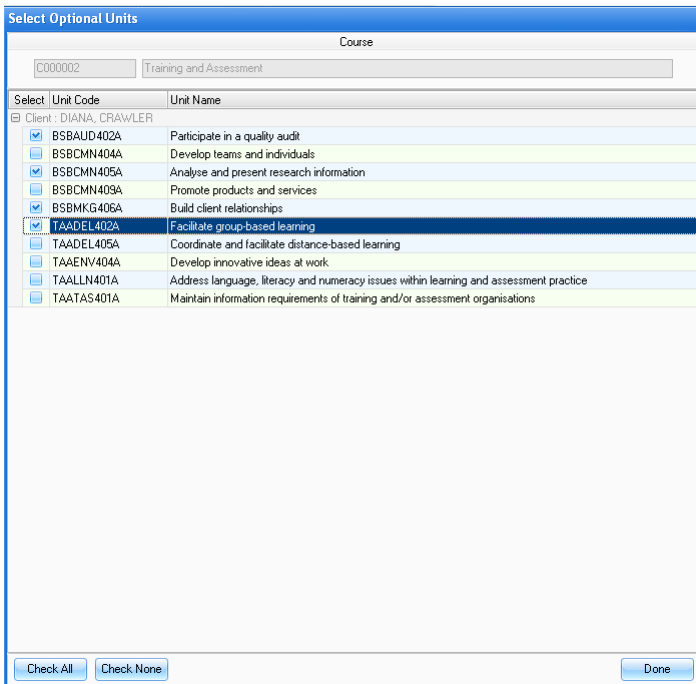 Select Optional Units
Course
C000002 Training and Assessment
Select Unit Code Unit Name
Client : DIANA, CRAWLER
BSBAUD402A Participate in a quality audit
BSBCMN404A Develop teams and individuals
BSBCMN405A Analyse and present research information
BSBCMN409A Promote products and services
BSBMKG406A Build client relationships
TAADEL402A Facilitate group-based learning
TAADEL405A Coordinate and facilitate distance-based learning
TAAENV404A Develop innovative ideas at work
TAALLN401A Address language, literacy and numeracy issues within learning and assessment practice
TAATAS401A Maintain information requirements of training and/or assessment organisations
Check All Check None Done